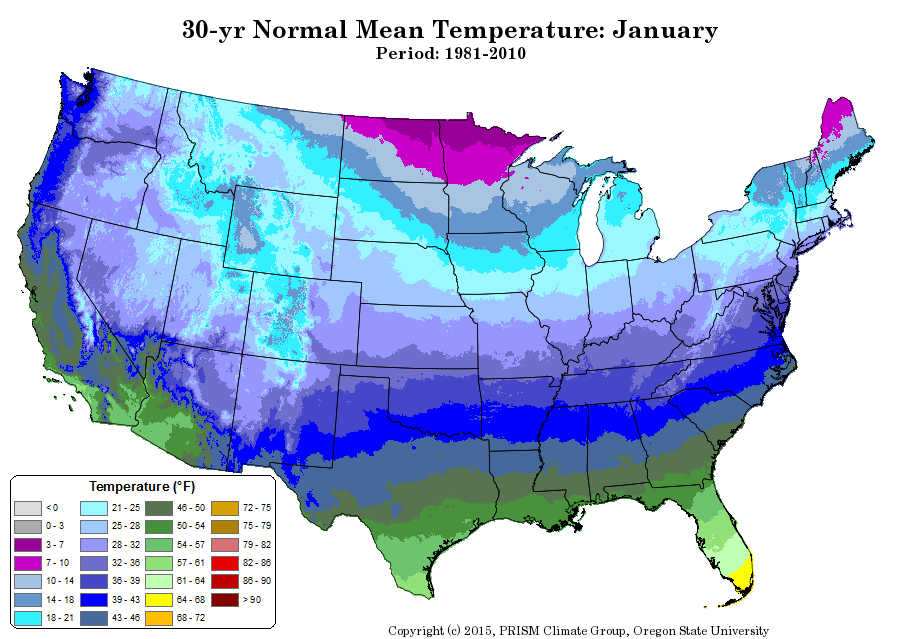 30-yr Normal Mean Temperature: January
Period: 1981-2010
Temperature (°F)
< 0
0 - 3
3 - 7
7 - 10
10 - 14
14 - 18
18 - 21
21 - 25
25 - 28
28 - 32
32 - 36
36 - 39
39 - 43
43 - 46
46 - 50
50 - 54
54 - 57
57 - 61
61 - 64
64 - 68
68 - 72
72 - 75
75 - 79
79 - 82
82 - 86
86 - 90
> 90
Copyright (c) 2015, PRISM Climate Group, Oregon State University